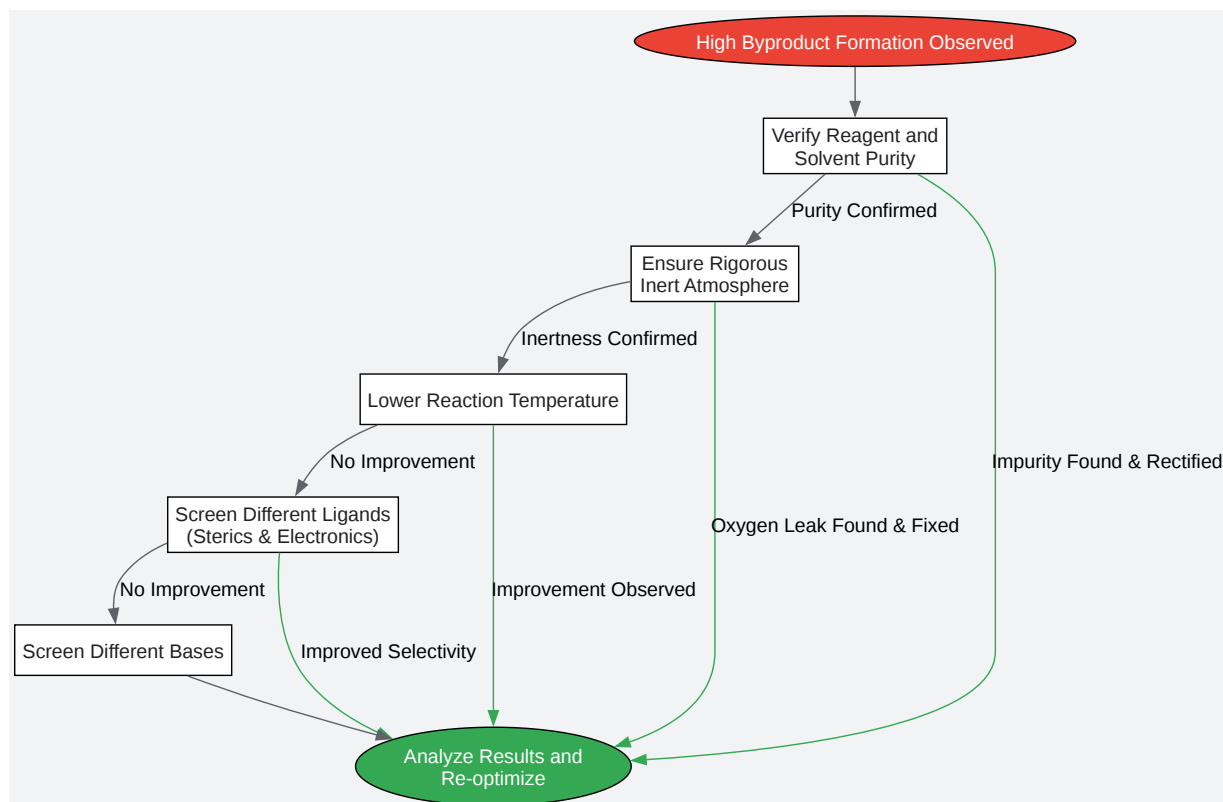 High Byproduct Formation Observed
Verify Reagent and
Solvent Purity
Purity Confirmed
Ensure Rigorous
Inert Atmosphere
Inertness Confirmed
Lower Reaction Temperature
No Improvement
Impurity Found & Rectified
Screen Different Ligands
(Sterics & Electronics)
Oxygen Leak Found & Fixed
No Improvement
Improvement Observed
Screen Different Bases
Improved Selectivity
Analyze Results and
Re-optimize